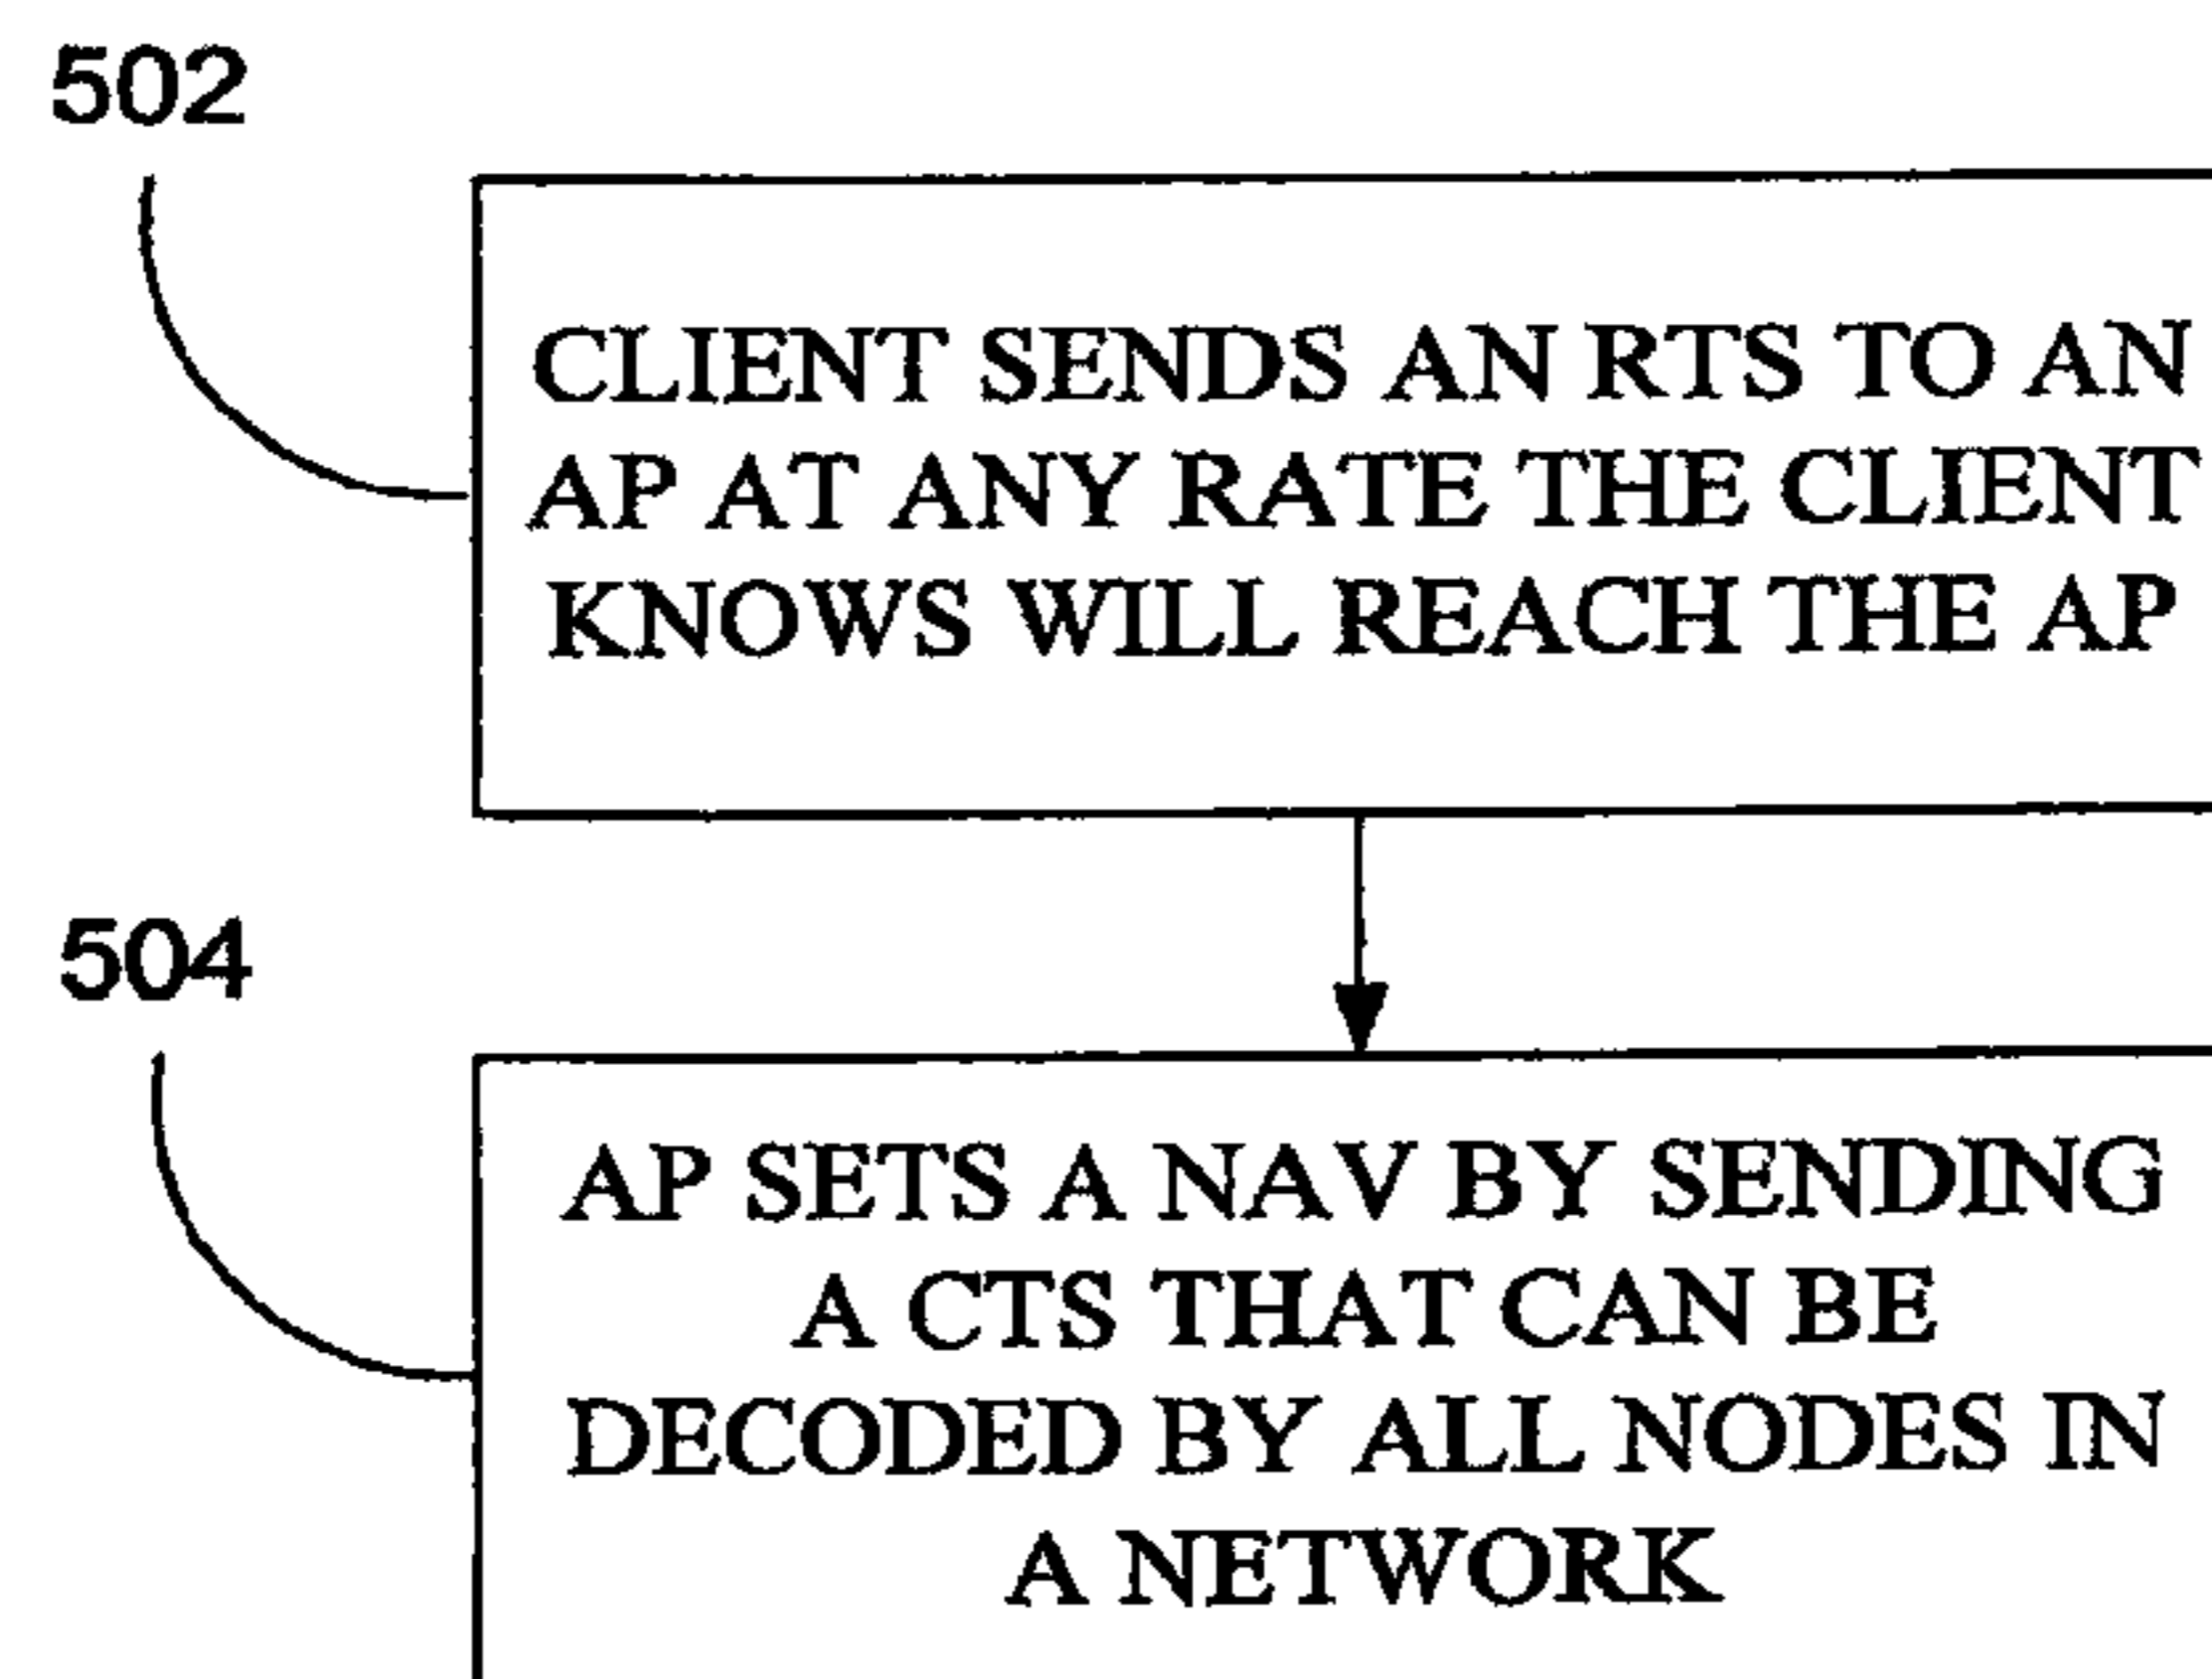 502
CLIENT SENDS AN RTS TO AN
AP AT ANY RATE THE CLIENT
KNOWS WILL REACH THE AP
504
AP SETS A NAV BY SENDING
A CTS THAT CAN BE
DECODED BY ALL NODES IN
A NETWORK